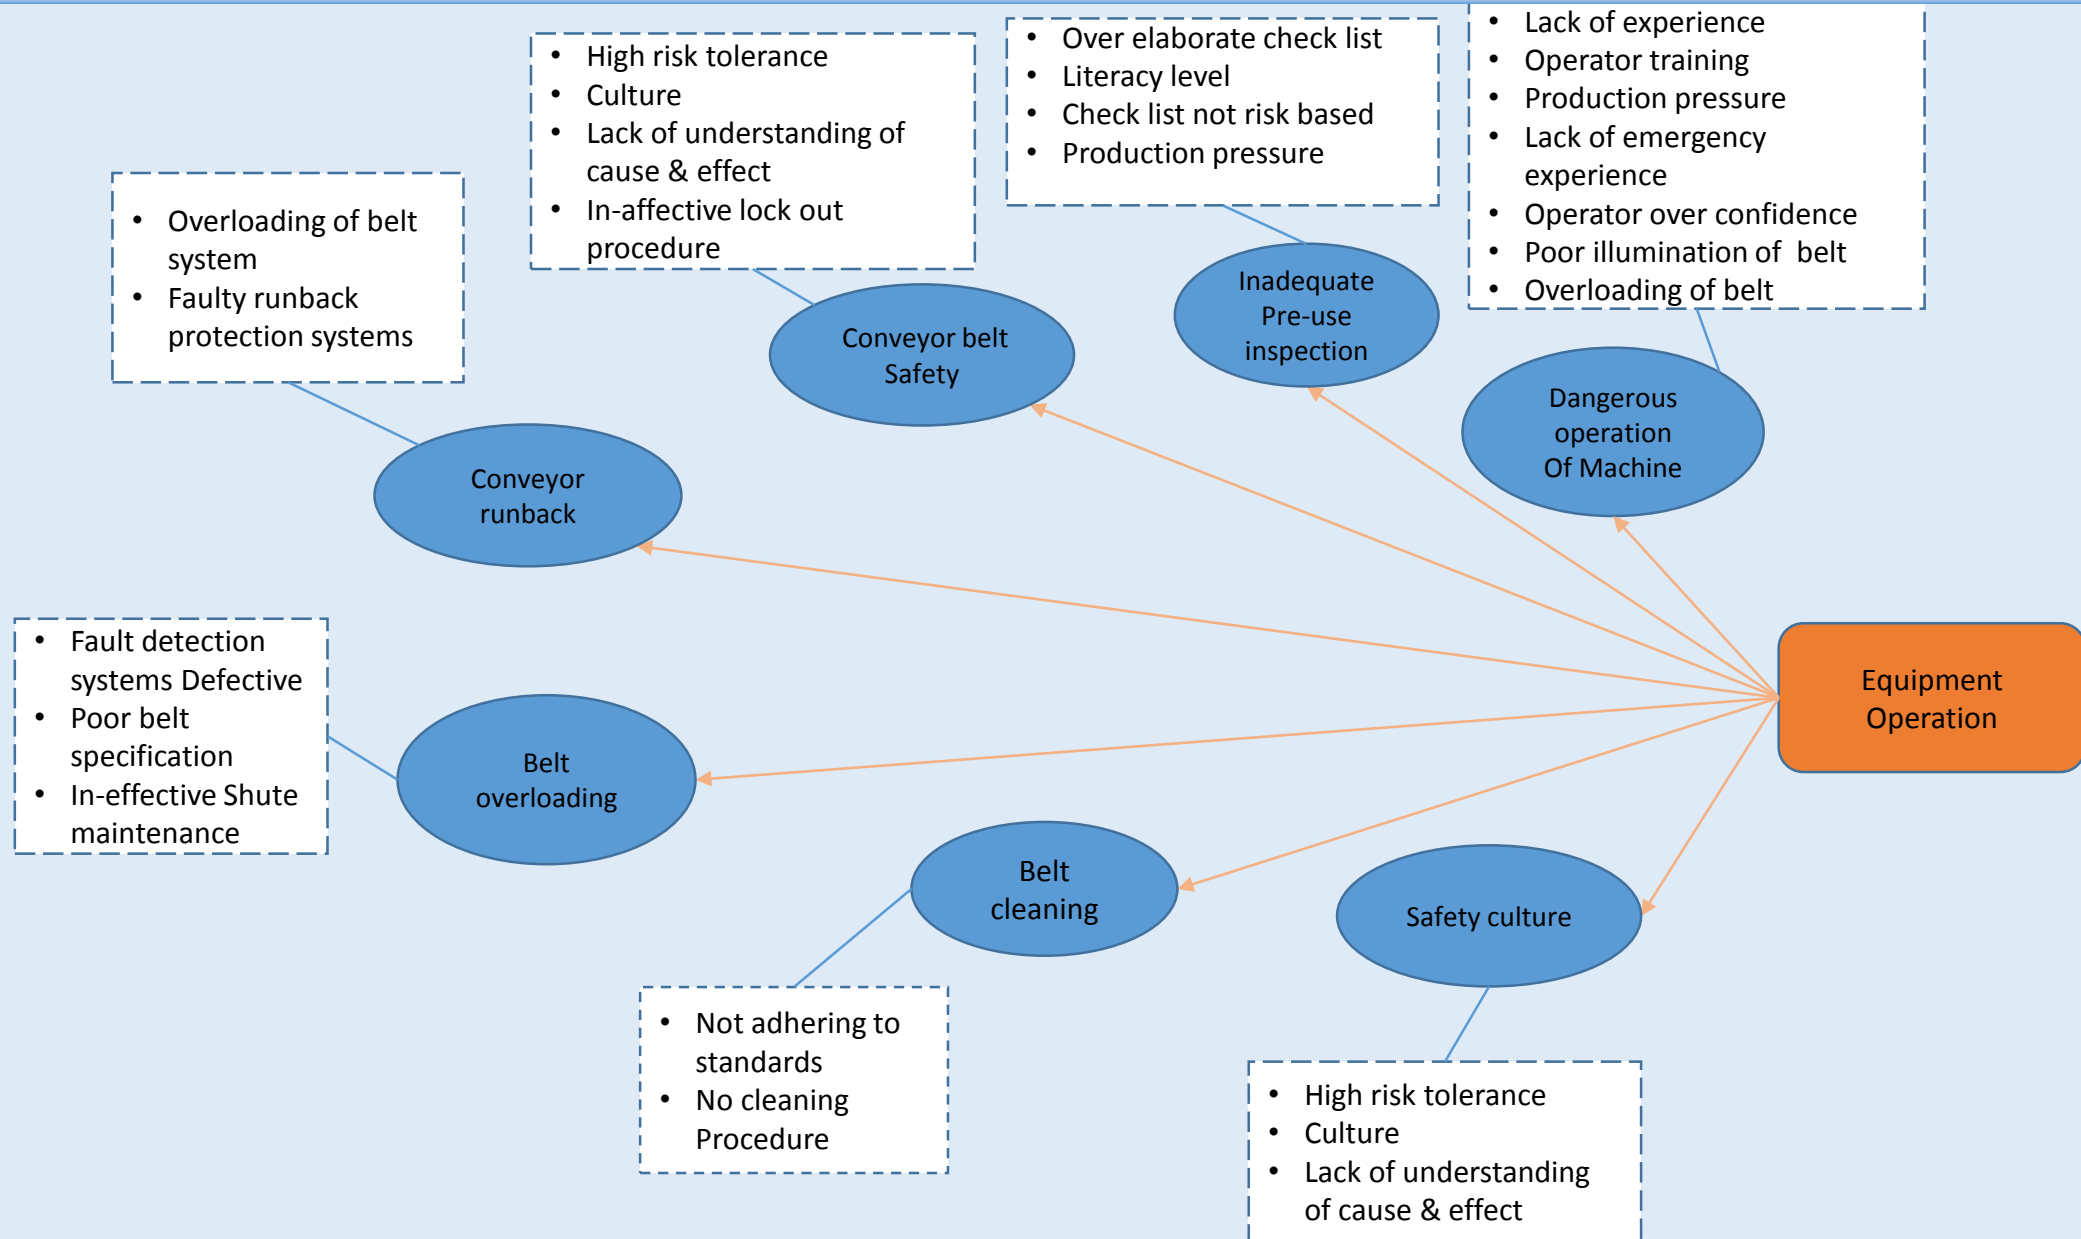 • Overloading of belt
system
• Faulty runback
protection systems
• High risk tolerance
• Culture
• Lack of understanding of
cause & effect
• In-affective lock out
procedure
• Over elaborate check list
• Literacy level
• Check list not risk based
• Production pressure
• Lack of experience
• Operator training
• Production pressure
• Lack of emergency
experience
• Operator over confidence
• Poor illumination of belt
• Overloading of belt
Conveyor
runback
Conveyor belt
Safety
Inadequate
Pre-use
inspection
Dangerous
operation
Of Machine
Equipment
Operation
• Fault detection
systems Defective
• Poor belt
specification
• In-effective Shute
maintenance
Belt
overloading
Belt
cleaning
Safety culture
• Not adhering to
standards
• No cleaning
Procedure
• High risk tolerance
• Culture
• Lack of understanding
of cause & effect